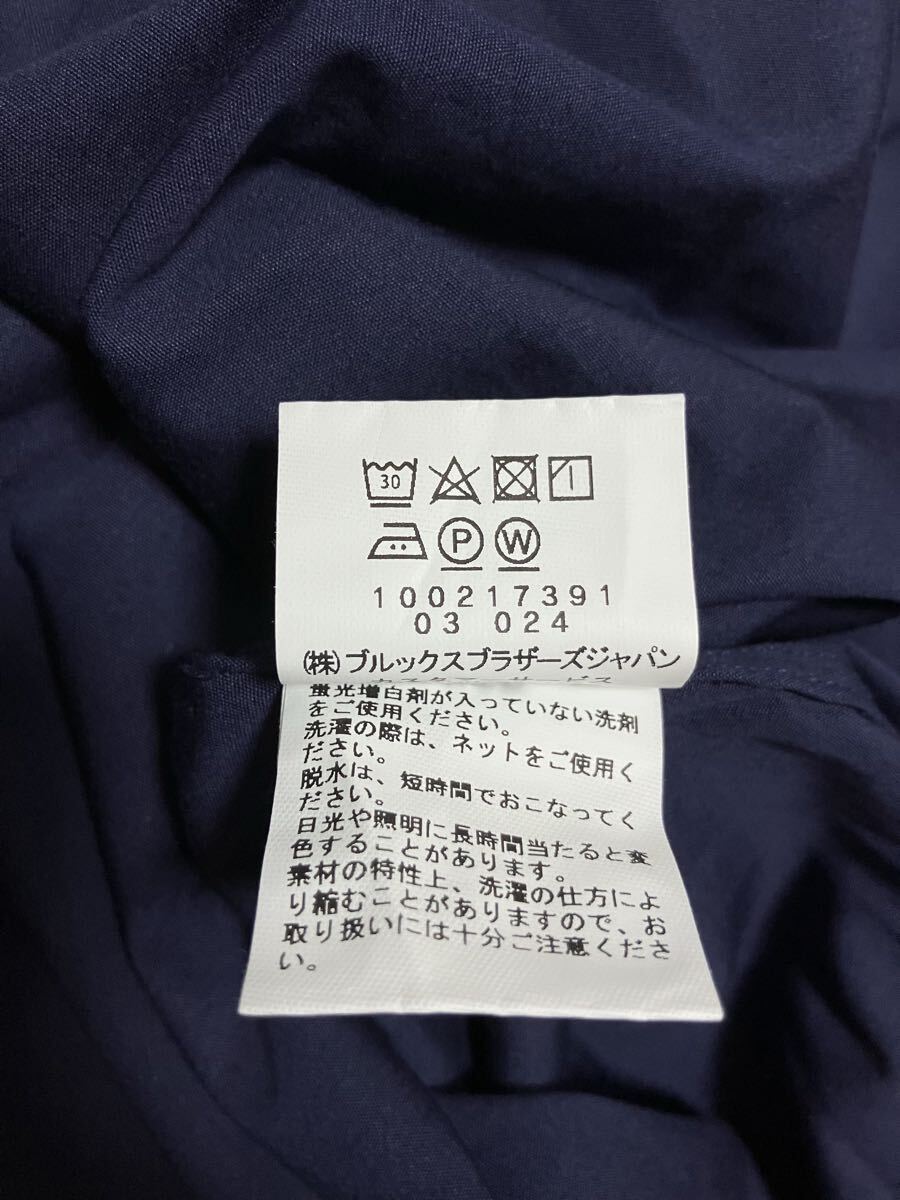 30
P W
100217391
03 024
(株)ブルックスブラザーズジャパン
蛍光増白剤が入っていない洗剤
をご使用ください。
洗濯の際は、ネットをご使用く
ださい。
脱水は、短時間でおこなってく
ださい。
日光や照明に長時間当たると変
色することがあります。
素材の特性上、洗濯の仕方によ
り縮むことがありますので、お
取り扱いには十分ご注意くださ
い。